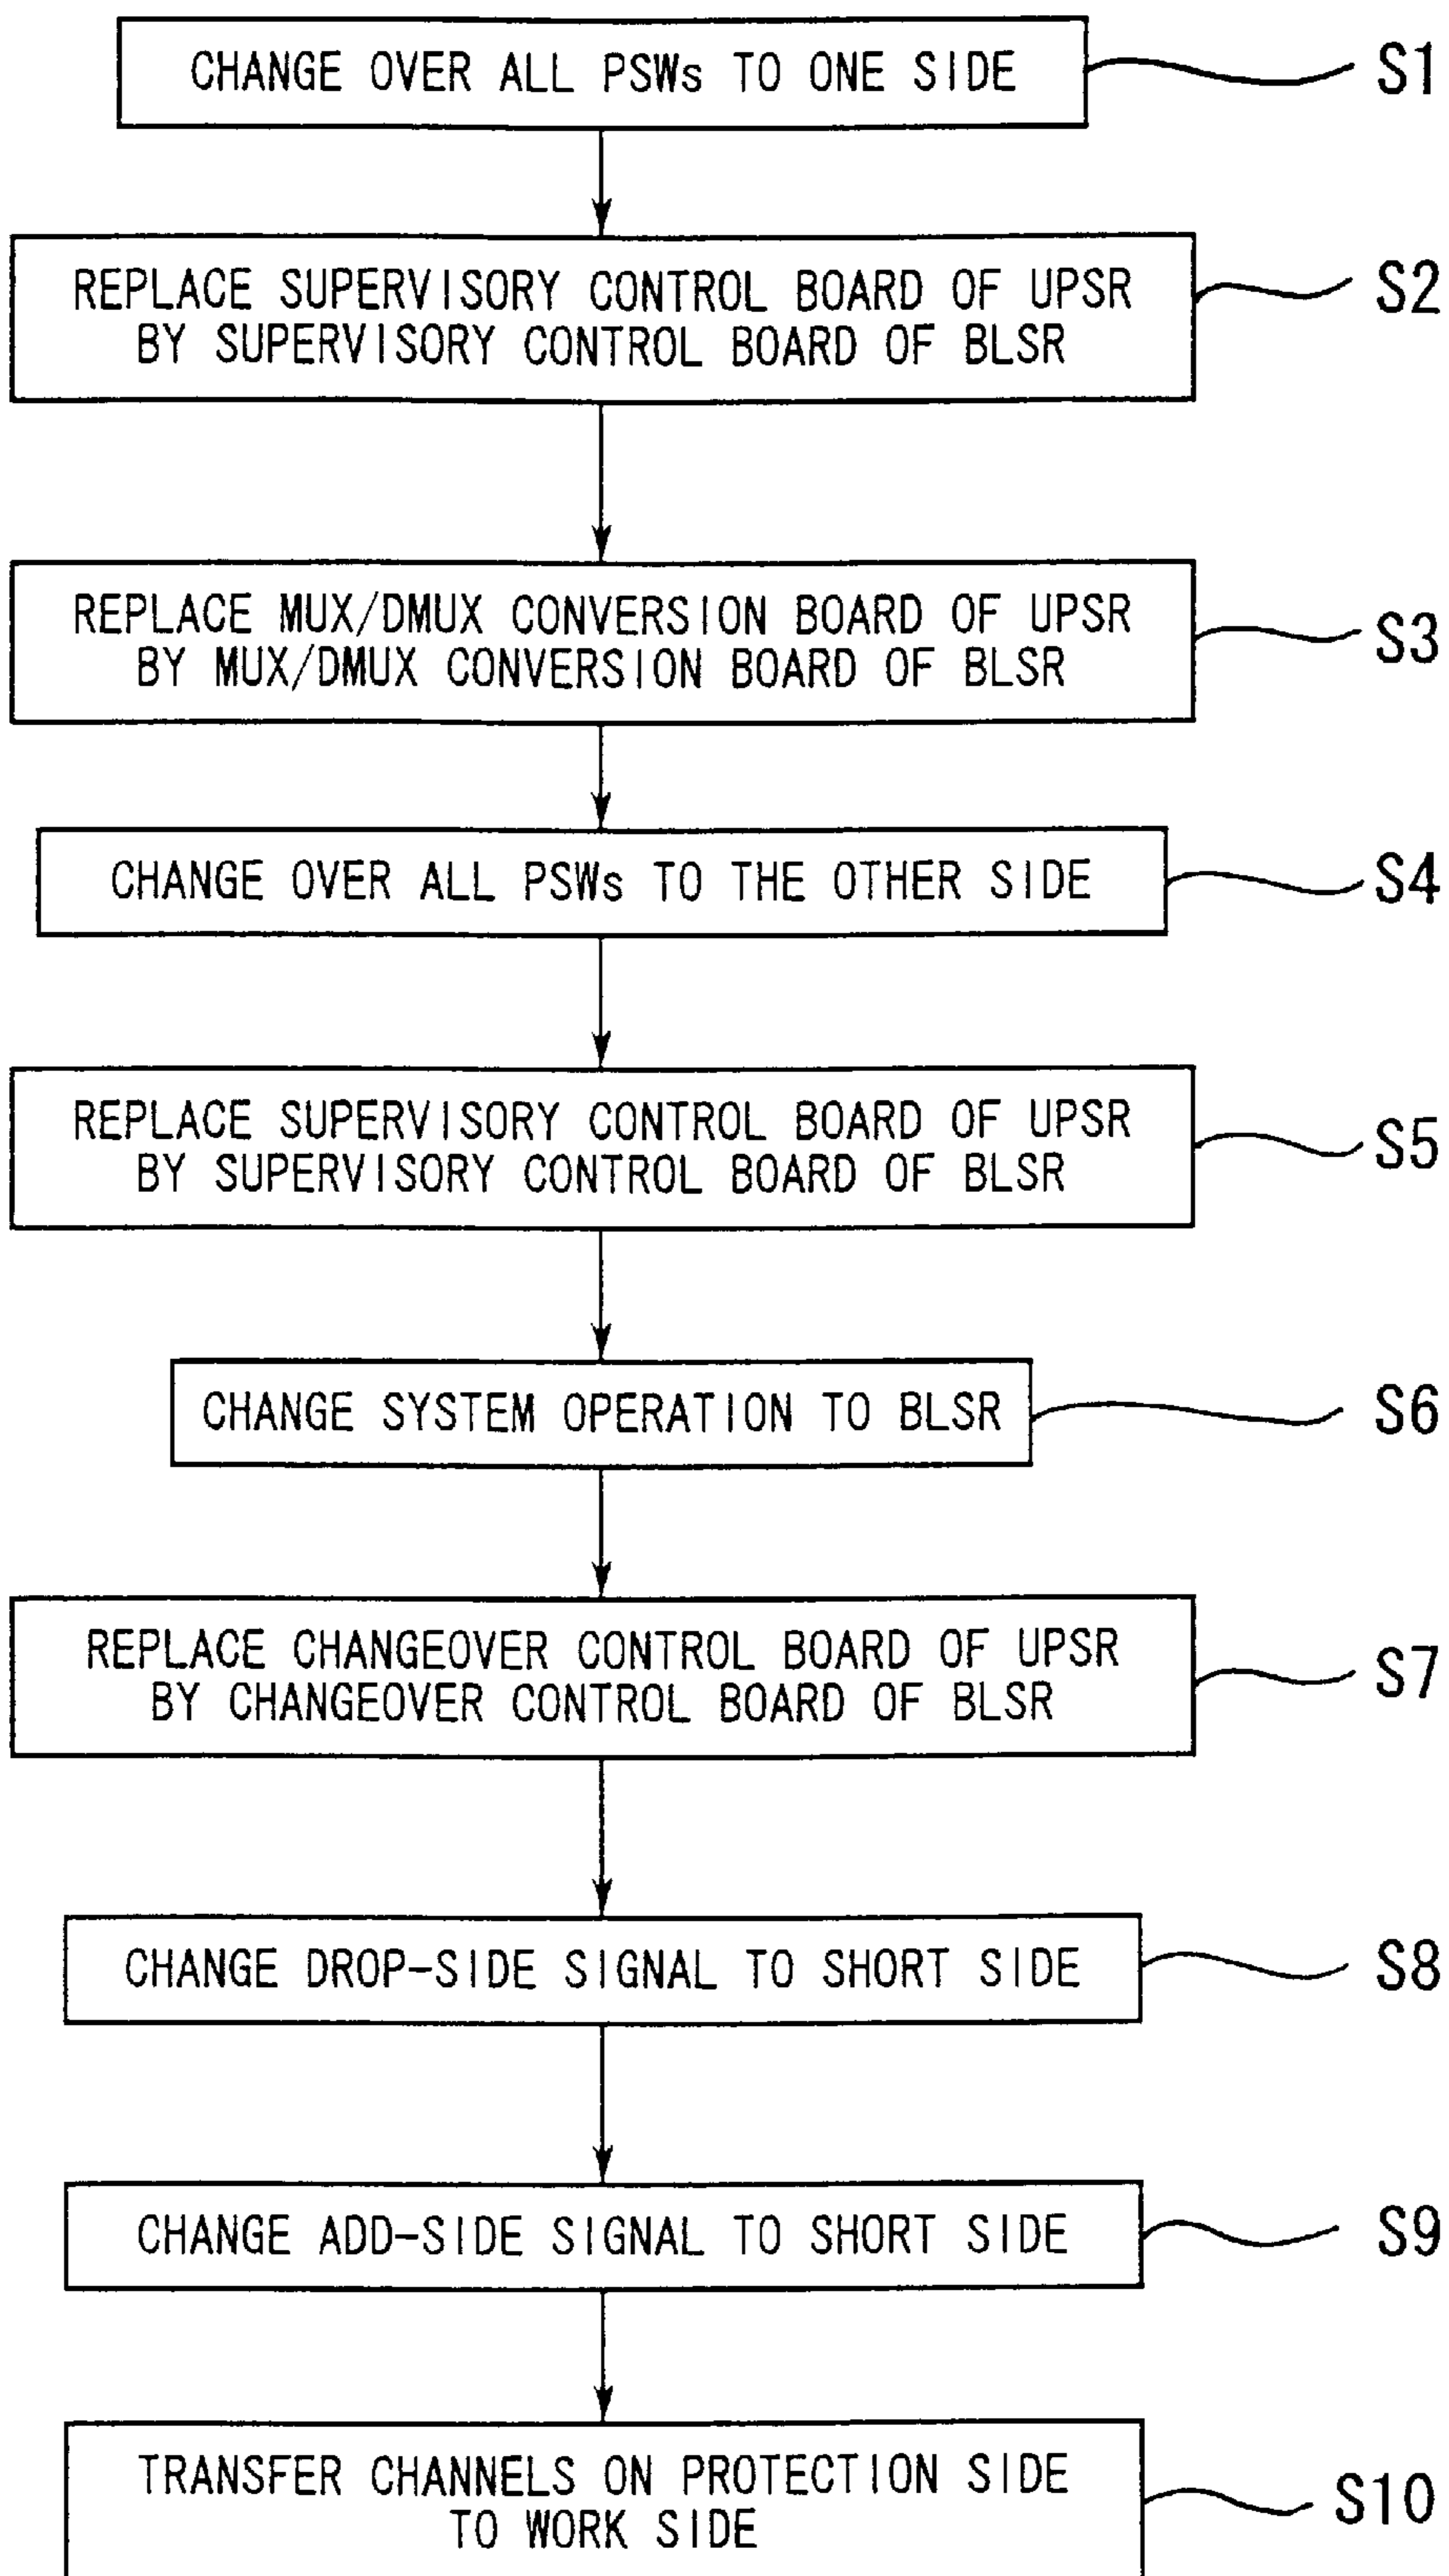 CHANGE OVER ALL PSWs TO ONE SIDE
S1
REPLACE SUPERVISORY CONTROL BOARD OF UPSR
BY SUPERVISORY CONTROL BOARD OF BLSR
S2
REPLACE MUX/DMUX CONVERSION BOARD OF UPSR
BY MUX/DMUX CONVERSION BOARD OF BLSR
S3
CHANGE OVER ALL PSWs TO THE OTHER SIDE
S4
REPLACE SUPERVISORY CONTROL BOARD OF UPSR
BY SUPERVISORY CONTROL BOARD OF BLSR
S5
CHANGE SYSTEM OPERATION TO BLSR
S6
REPLACE CHANGEOVER CONTROL BOARD OF UPSR
BY CHANGEOVER CONTROL BOARD OF BLSR
S7
CHANGE DROP-SIDE SIGNAL TO SHORT SIDE
S8
CHANGE ADD-SIDE SIGNAL TO SHORT SIDE
S9
TRANSFER CHANNELS ON PROTECTION SIDE
TO WORK SIDE
S10